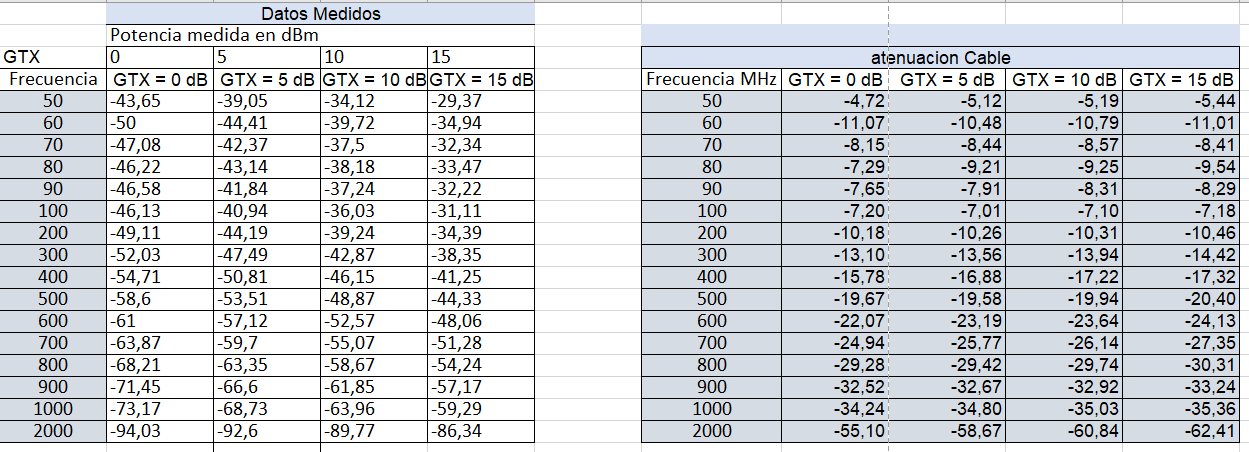 Datos Medidos
Potencia medida en dBm
GTX 0 5 10 15 atenuacion Cable
Frecuencia GTX = 0 dB GTX = 5 dB GTX = 10 dB GTX = 15 dB Frecuencia MHz GTX = 0 dB GTX = 5 dB GTX = 10 dB GTX = 15 dB
50 -43,65 -39,05 -34,12 -29,37 50 -4,72 -5,12 -5,19 -5,44
60 -50 -44,41 -39,72 -34,94 60 -11,07 -10,48 -10,79 -11,01
70 -47,08 -42,37 -37,5 -32,34 70 -8,15 -8,44 -8,57 -8,41
80 -46,22 -43,14 -38,18 -33,47 80 -7,29 -9,21 -9,25 -9,54
90 -46,58 -41,84 -37,24 -32,22 90 -7,65 -7,91 -8,31 -8,29
100 -46,13 -40,94 -36,03 -31,11 100 -7,20 -7,01 -7,10 -7,18
200 -49,11 -44,19 -39,24 -34,39 200 -10,18 -10,26 -10,31 -10,46
300 -52,03 -47,49 -42,87 -38,35 300 -13,10 -13,56 -13,94 -14,42
400 -54,71 -50,81 -46,15 -41,25 400 -15,78 -16,88 -17,22 -17,32
500 -58,6 -53,51 -48,87 -44,33 500 -19,67 -19,58 -19,94 -20,40
600 -61 -57,12 -52,57 -48,06 600 -22,07 -23,19 -23,64 -24,13
700 -63,87 -59,7 -55,07 -51,28 700 -24,94 -25,77 -26,14 -27,35
800 -68,21 -63,35 -58,67 -54,24 800 -29,28 -29,42 -29,74 -30,31
900 -71,45 -66,6 -61,85 -57,17 900 -32,52 -32,67 -32,92 -33,24
1000 -73,17 -68,73 -63,96 -59,29 1000 -34,24 -34,80 -35,03 -35,36
2000 -94,03 -92,6 -89,77 -86,34 2000 -55,10 -58,67 -60,84 -62,41